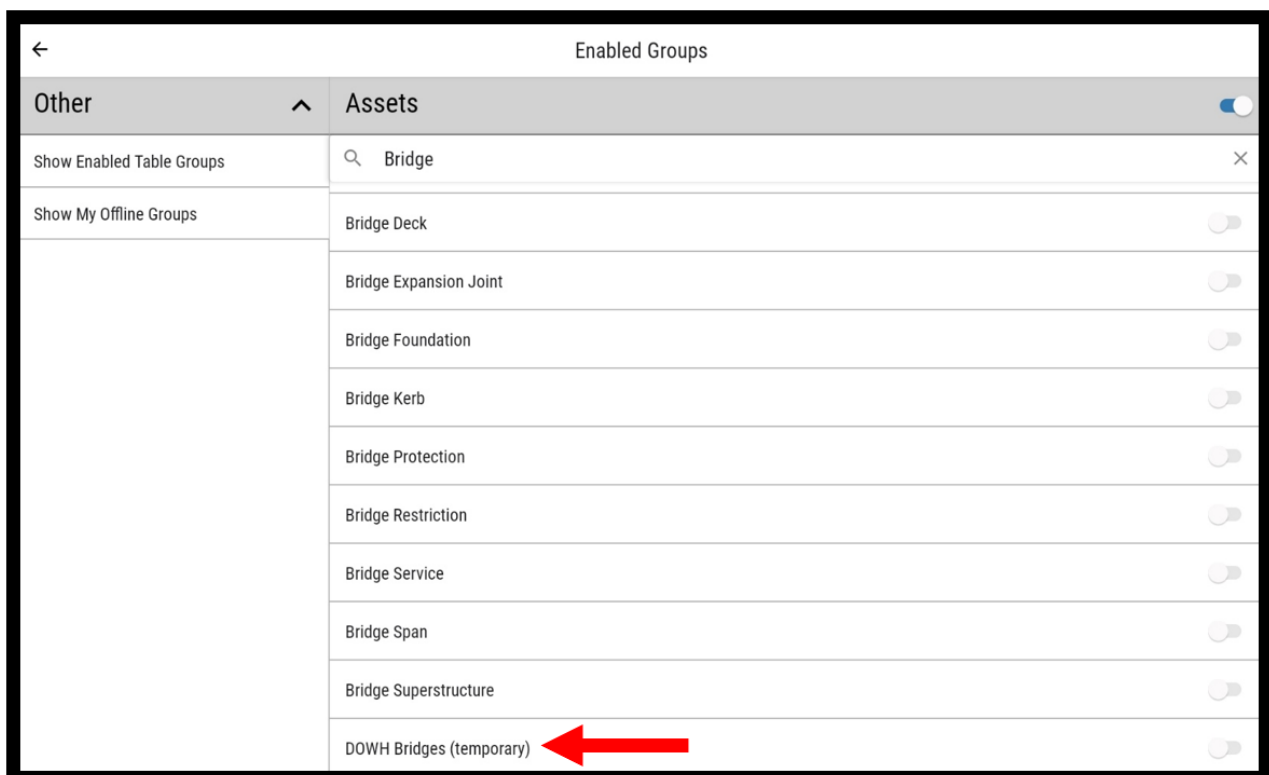 Enabled Groups
Other
Assets
Show Enabled Table Groups
Bridge
Show My Offline Groups
Bridge Deck
Bridge Expansion Joint
Bridge Foundation
Bridge Kerb
Bridge Protection
Bridge Restriction
Bridge Service
Bridge Span
Bridge Superstructure
DOWH Bridges (temporary)